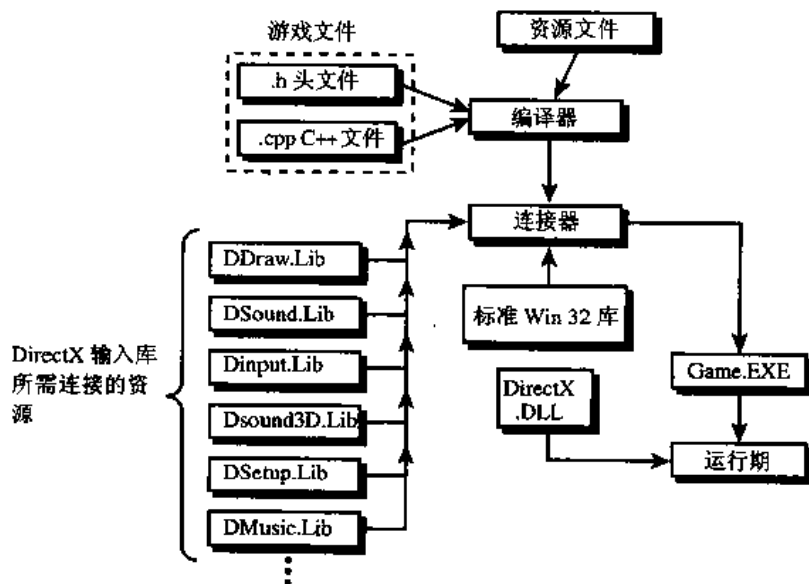 游戏文件
资源文件
.h 头文件
.cpp C++ 文件
编译器
连接器
DDraw.Lib
DSound.Lib
Dinput.Lib
Dsound3D.Lib
DSetup.Lib
DMusic.Lib
DirectX 输入库
所需连接的资
源
标准 Win 32 库
DirectX
.DLL
Game.EXE
运行期